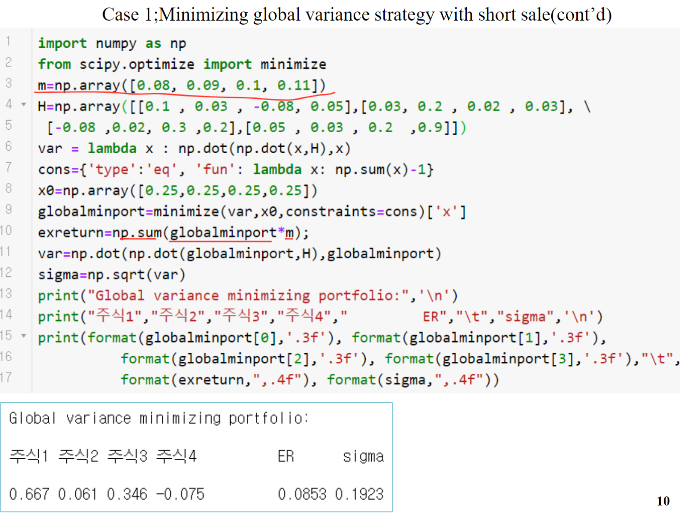 Case 1;Minimizing global variance strategy with short sale(cont'd)
1 import numpy as np
2 from scipy.optimize import minimize
3 m=np.array([0.08, 0.09, 0.1, 0.11])
4 H=np.array([[0.1 , 0.03 , -0.08, 0.05],[0.03, 0.2 , 0.02 , 0.03], \
5 [-0.08 ,0.02, 0.3 ,0.2],[0.05 , 0.03 , 0.2 ,0.9]])
6 var = lambda x : np.dot(np.dot(x,H),x)
7 cons={'type':'eq', 'fun': lambda x: np.sum(x)-1}
8 x0=np.array([0.25,0.25,0.25,0.25])
9 globalminport=minimize(var,x0,constraints=cons)['x']
10 exreturn=np.sum(globalminport*m);
11 var=np.dot(np.dot(globalminport,H),globalminport)
12 sigma=np.sqrt(var)
13 print("Global variance minimizing portfolio:",'\n')
14 print("주식1","주식2","주식3","주식4"," ER","\t","sigma",'\n')
15 print(format(globalminport[0],'.3f'), format(globalminport[1],'.3f'),
16 format(globalminport[2],'.3f'), format(globalminport[3],'.3f'),"\t",
17 format(exreturn,",.4f"), format(sigma,",.4f"))
Global variance minimizing portfolio:
주식1 주식2 주식3 주식4 ER sigma
0.667 0.061 0.346 -0.075 0.0853 0.1923
10